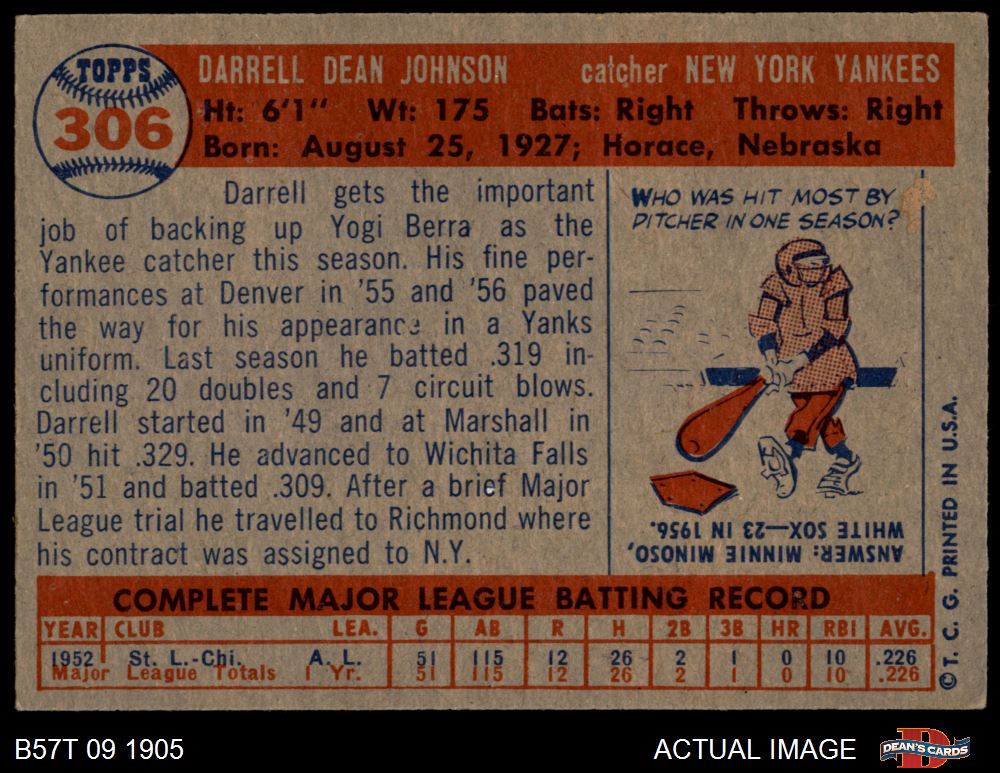 TOPPS
306
DARRELL DEAN JOHNSON catcher NEW YORK YANKEES
Ht: 6'1" Wt: 175 Bats: Right Throws: Right
Born: August 25, 1927; Horace, Nebraska
Darrell gets the important
job of backing up Yogi Berra as the
Yankee catcher this season. His fine per-
formances at Denver in '55 and '56 paved
the way for his appearance in a Yanks
uniform. Last season he batted .319 in-
cluding 20 doubles and 7 circuit blows.
Darrell started in '49 and at Marshall in
'50 hit .329. He advanced to Wichita Falls
in '51 and batted .309. After a brief Major
League trial he travelled to Richmond where
his contract was assigned to N.Y.
WHO WAS HIT MOST BY
PITCHER IN ONE SEASON?
ANSWER: MINNIE MINOSO,
WHITE SOX—23 IN 1956.
COMPLETE MAJOR LEAGUE BATTING RECORD
YEAR CLUB LEA. G AB R H 2B 3B HR RBI AVG.
1952 St. L.-Chi. A. L. 51 115 12 26 2 1 0 10 .226
Major League Totals 1 Yr. 51 115 12 26 2 1 0 10 .226
©T. C. G. PRINTED IN U.S.A.
B57T 09 1905 ACTUAL IMAGE
DEAN'S CARDS